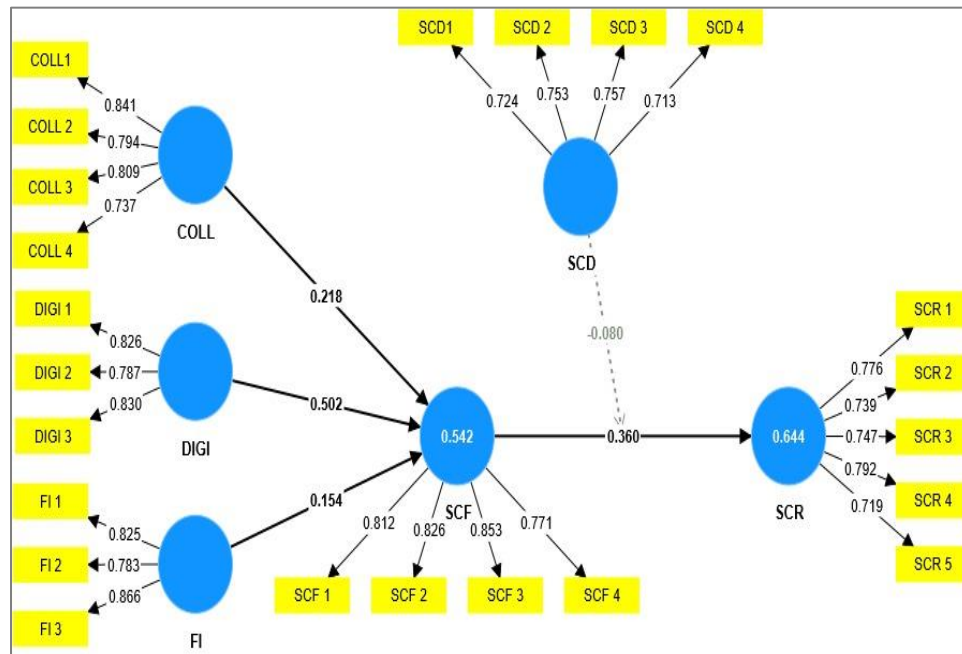 SCD1
SCD 2
SCD 3
SCD 4
0.724
0.753
0.757
0.713
SCD
COLL1
COLL 2
COLL 3
COLL 4
0.841
0.794
0.809
0.737
COLL
0.218
-0.080
DIGI 1
DIGI 2
DIGI 3
0.826
0.787
0.830
DIGI
0.502
FI 1
FI 2
FI 3
0.825
0.783
0.866
FI
0.154
0.542
SCF
0.812
0.826
0.853
0.771
SCF 1
SCF 2
SCF 3
SCF 4
0.360
0.644
SCR
0.776
0.739
0.747
0.792
0.719
SCR 1
SCR 2
SCR 3
SCR 4
SCR 5